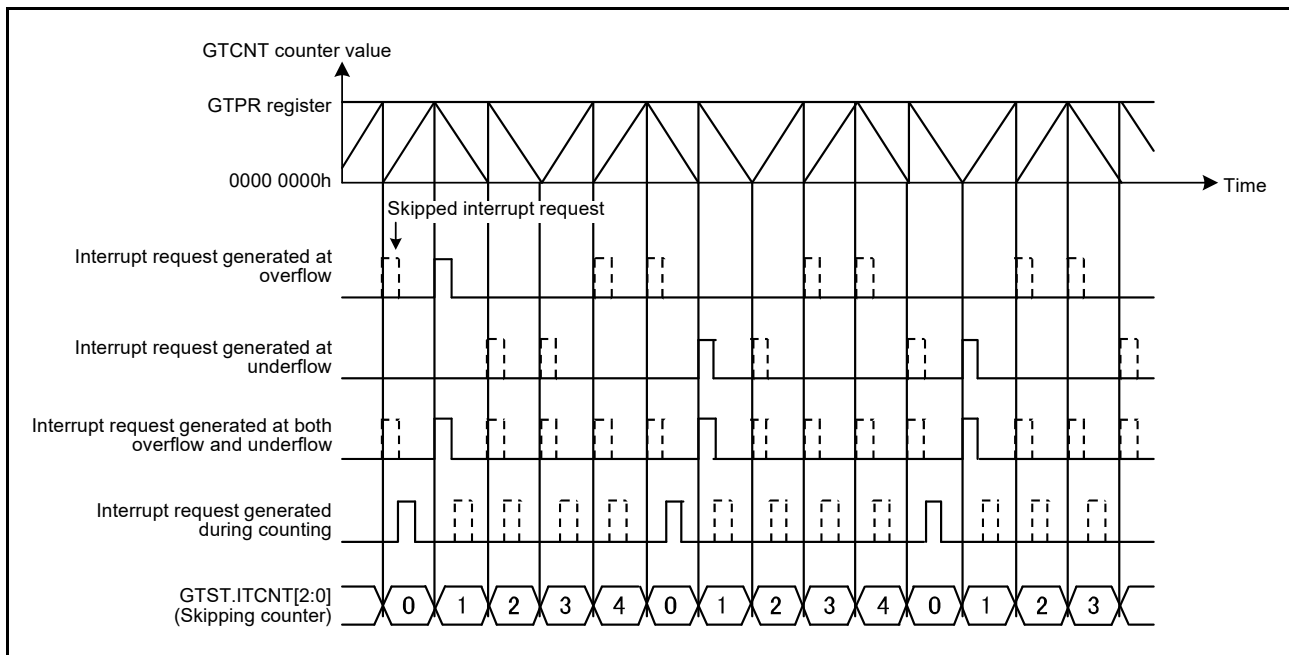 GTCNT counter value
GTPR register
0000 0000h
Time
Skipped interrupt request
Interrupt request generated at
overflow
Interrupt request generated at
underflow
Interrupt request generated at both
overflow and underflow
Interrupt request generated
during counting
GTST.ITCNT[2:0]
(Skipping counter)
0 1 2 3 4 0 1 2 3 4 0 1 2 3